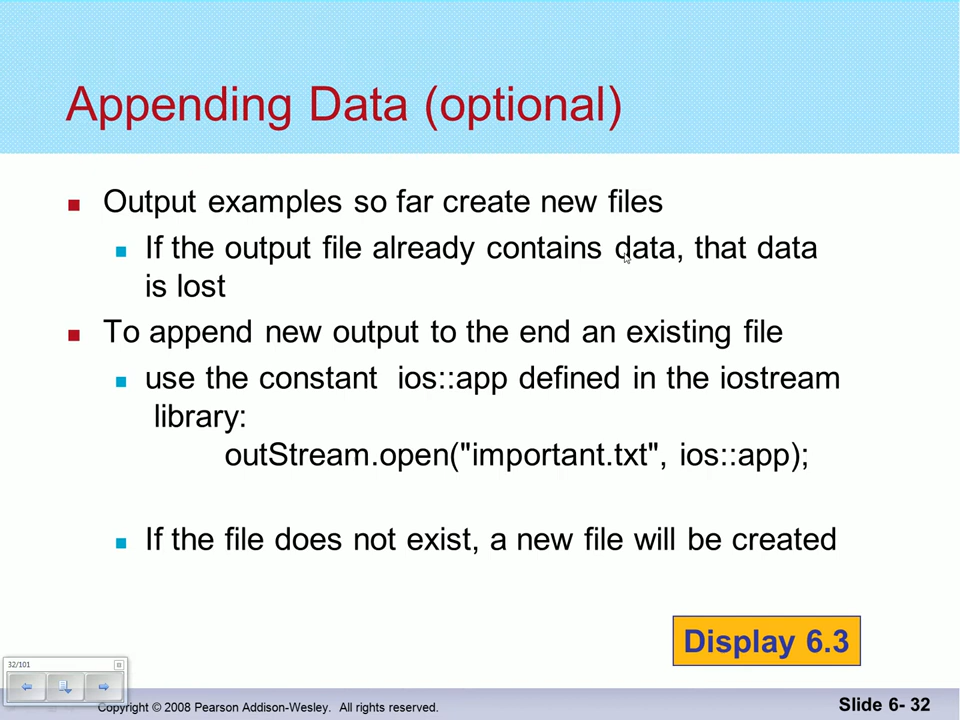 Appending Data (optional)
Output examples so far create new files
If the output file already contains data, that data
is lost
To append new output to the end an existing file
use the constant ios::app defined in the iostream
library:
outStream.open("important.txt", ios::app);
If the file does not exist, a new file will be created
Display 6.3
32/101
Copyright © 2008 Pearson Addison-Wesley. All rights reserved.
Slide 6- 32